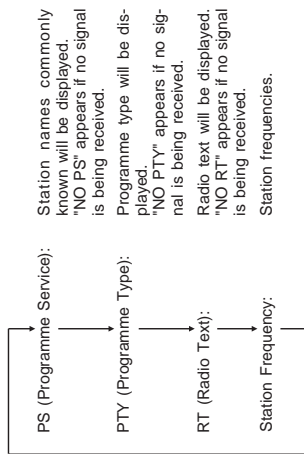 PS (Programme Service):
Station names commonly
known will be displayed.
"NO PS" appears if no signal
is being received.
PTY (Programme Type):
Programme type will be dis-
played.
"NO PTY" appears if no sig-
nal is being received.
RT (Radio Text):
Radio text will be displayed.
"NO RT" appears if no signal
is being received.
Station Frequency:
Station frequencies.